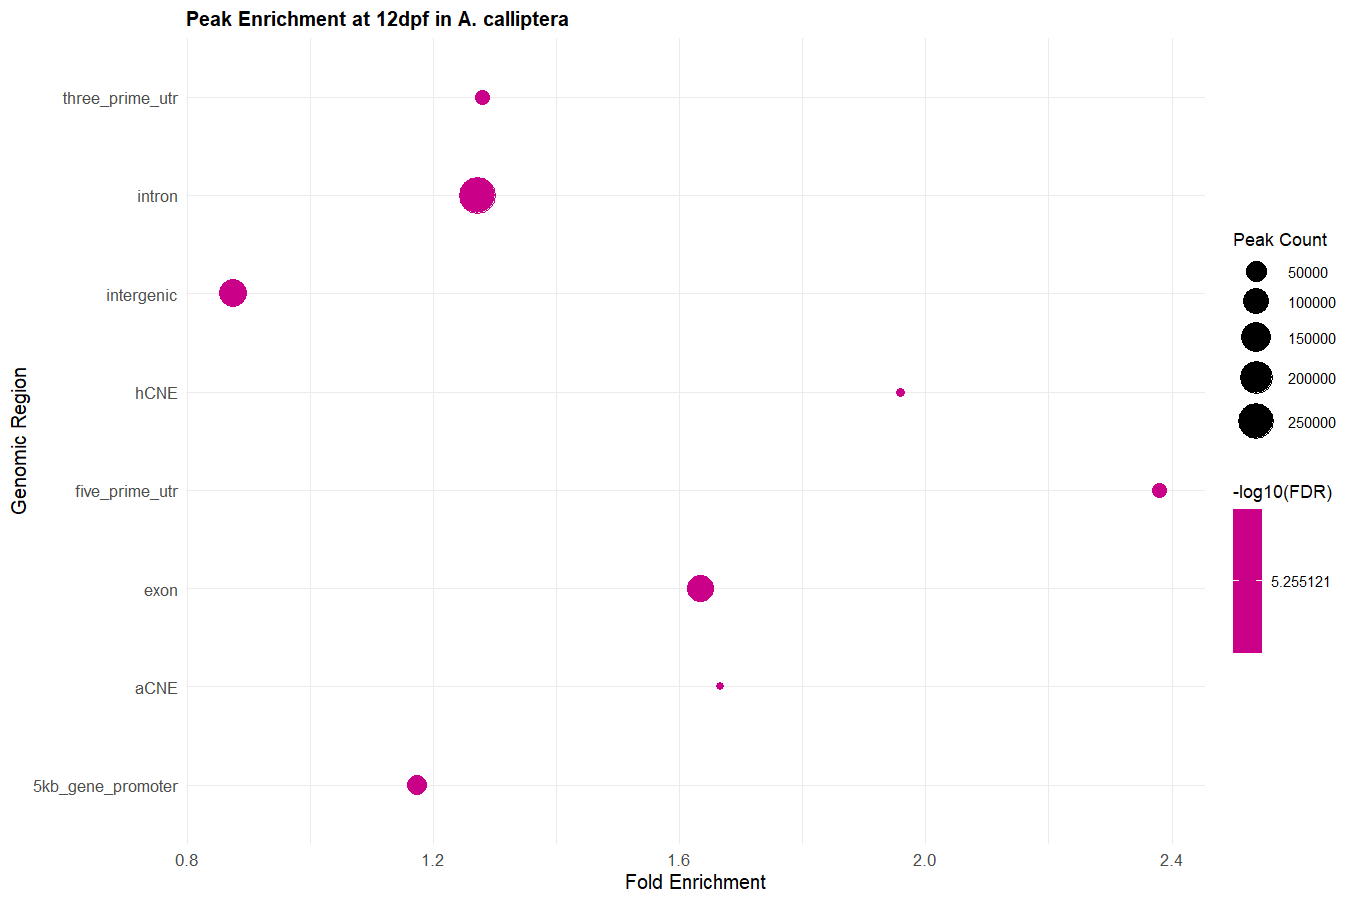 Peak Enrichment at 12dpf in A. calliptera
Genomic Region
three_prime_utr
intron
intergenic
hCNE
five_prime_utr
exon
aCNE
5kb_gene_promoter
0.8
1.2
1.6
2.0
2.4
Fold Enrichment
Peak Count
50000
100000
150000
200000
250000
-log10(FDR)
5.255121